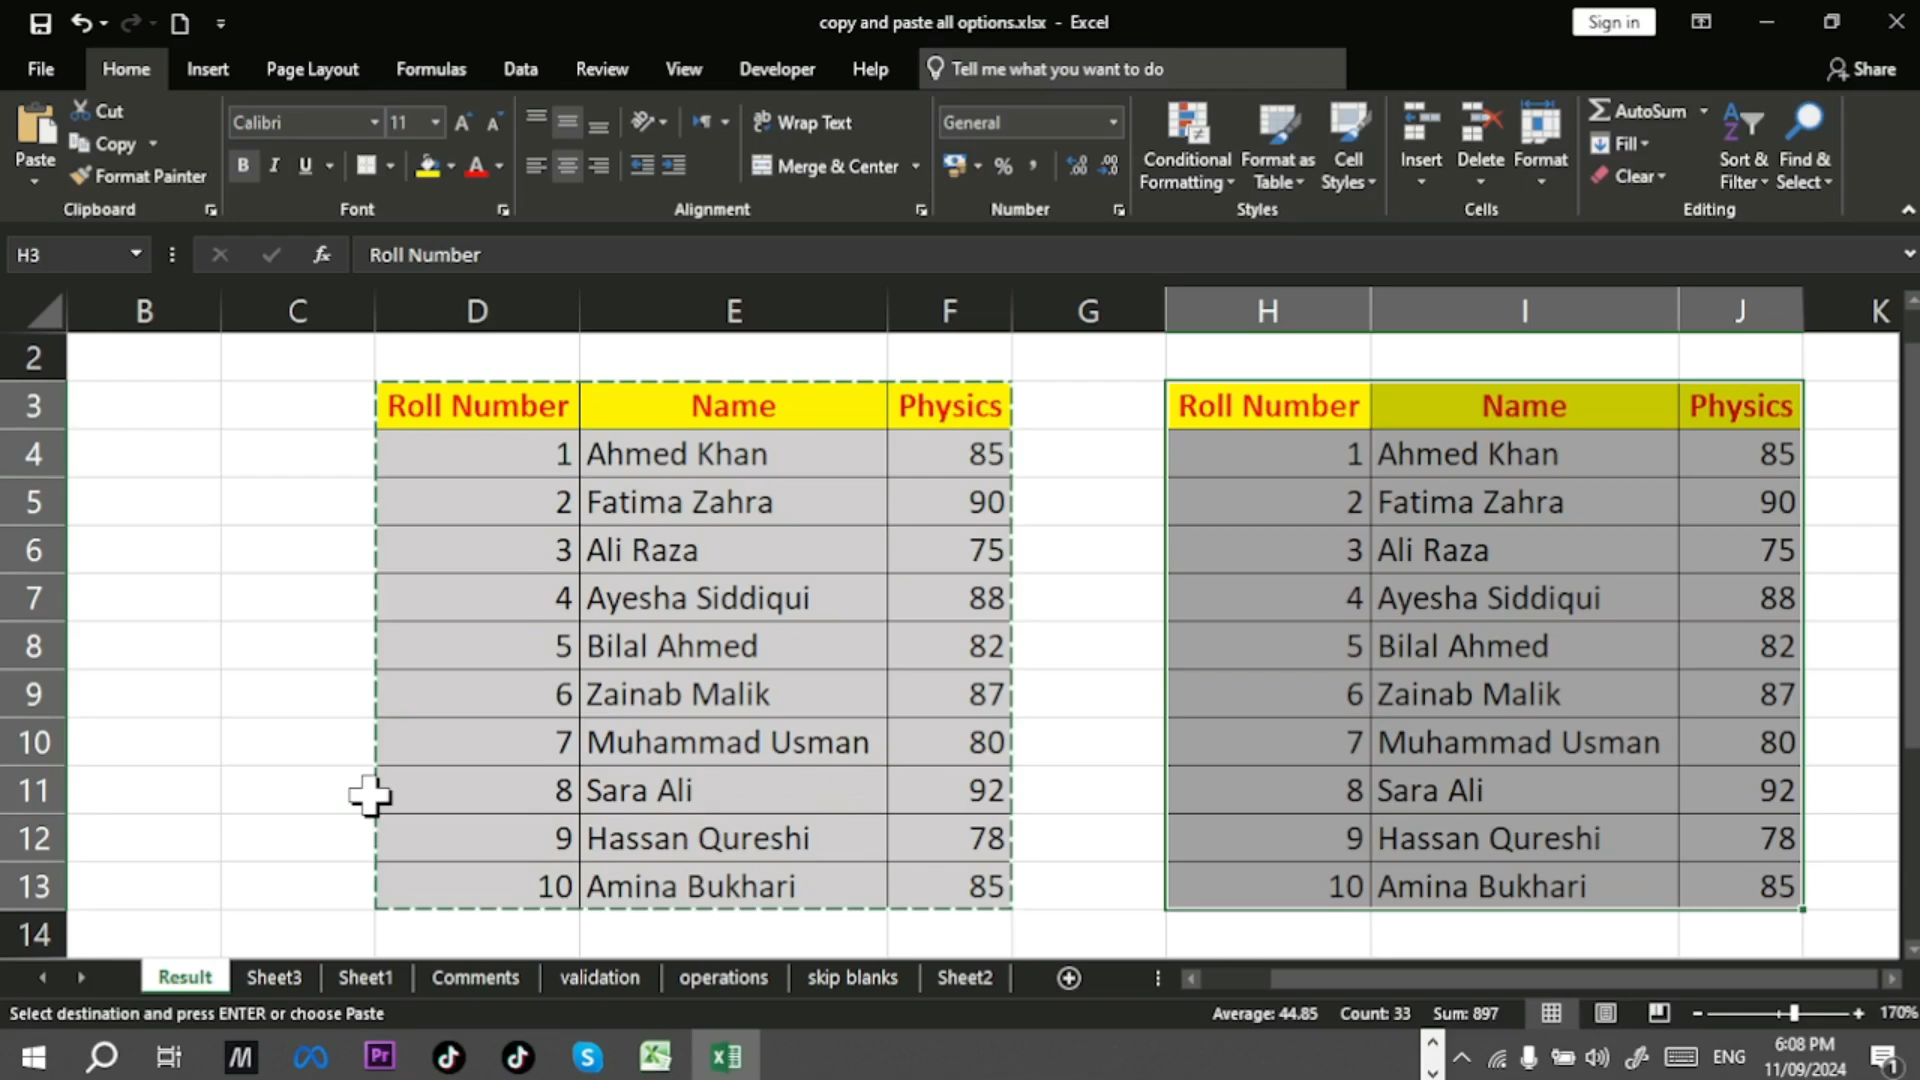 copy and paste all options.xlsx - Excel
Sign in
File Home Insert Page Layout Formulas Data Review View Developer Help Tell me what you want to do Share
Paste
Cut
Copy
Format Painter
Clipboard
Calibri 11
B I U
Font
Wrap Text
Merge & Center
Alignment
General
%
Number
Conditional Formatting
Format as Table
Cell Styles
Styles
Insert Delete Format
Cells
AutoSum
Fill
Clear
Sort & Filter
Find & Select
Editing
H3 fx Roll Number
B C D E F G H I J K
2
3 Roll Number Name Physics Roll Number Name Physics
4 1 Ahmed Khan 85 1 Ahmed Khan 85
5 2 Fatima Zahra 90 2 Fatima Zahra 90
6 3 Ali Raza 75 3 Ali Raza 75
7 4 Ayesha Siddiqui 88 4 Ayesha Siddiqui 88
8 5 Bilal Ahmed 82 5 Bilal Ahmed 82
9 6 Zainab Malik 87 6 Zainab Malik 87
10 7 Muhammad Usman 80 7 Muhammad Usman 80
11 8 Sara Ali 92 8 Sara Ali 92
12 9 Hassan Qureshi 78 9 Hassan Qureshi 78
13 10 Amina Bukhari 85 10 Amina Bukhari 85
14
Result Sheet3 Sheet1 Comments validation operations skip blanks Sheet2
Select destination and press ENTER or choose Paste Average: 44.85 Count: 33 Sum: 897 170%
ENG
6:08 PM
11/09/2024
1